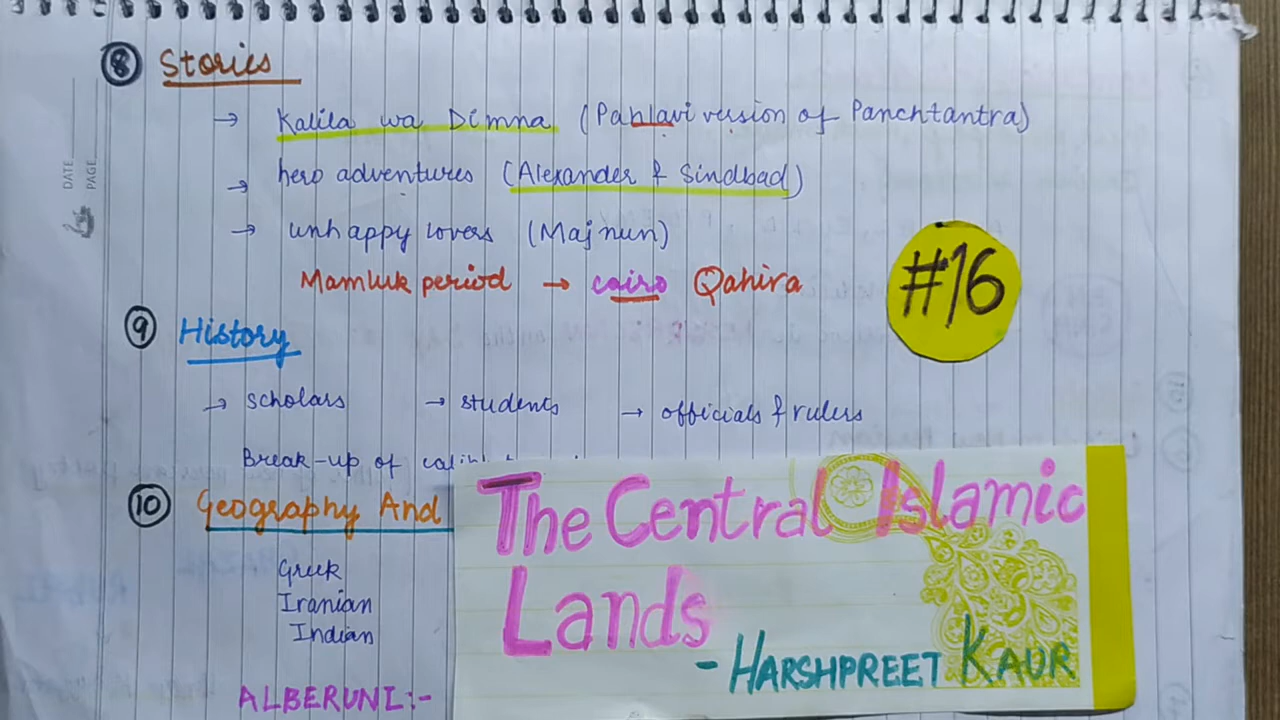 8 Stories
→ Kalila wa Dimna (Pahlavi version of Panchtantra)
→ hero adventures (Alexander & Sindbad)
→ unhappy lovers (Majnun)
Mamluk period → cairo Qahira
#16
9 History
→ scholars → students → officials & rulers
Break-up of
10 Geography And
Greek
Iranian
Indian
ALBERUNI:-
The Central Islamic
Lands
- HARSHPREET KAUR
DATE
PAGE